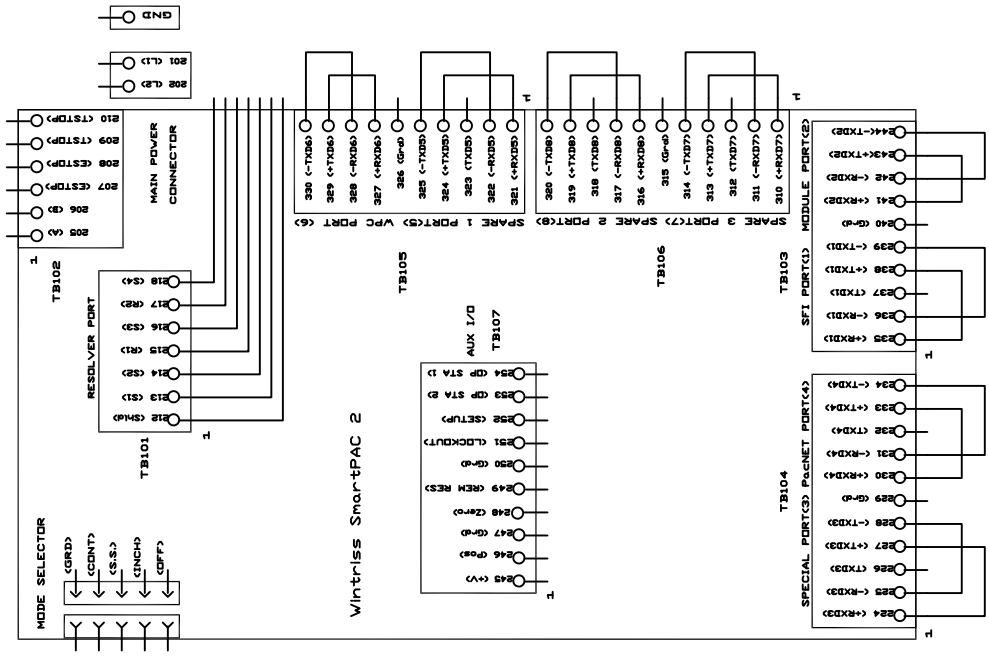 GND
201 (L1)
202 (L2)
MAIN POWER
CONNECTOR
210 (TSTOP)
209 (TSTOP)
208 (ESTOP)
207 (ESTOP)
206 (B)
205 (A)
1
TB102
RESOLVER PORT
218 (S4)
217 (R2)
216 (S3)
215 (R1)
214 (S2)
213 (S1)
212 (Shld)
1
TB101
MODE SELECTOR
(GRD)
(CONT)
(S.S.)
(INCH)
(OFF)
1
330 (-TXD6)
329 (+TXD6)
328 (-RXD6)
327 (+RXD6)
326 (Grd)
325 (-TXD5)
324 (+TXD5)
323 (TXD5)
322 (-RXD5)
321 (+RXD5)
SPARE 1 PORT(5) WPC PORT (6)
TB105
1
320 (-TXD8)
319 (+TXD8)
318 (TXD8)
317 (-RXD8)
316 (+RXD8)
315 (Grd)
314 (-TXD7)
313 (+TXD7)
312 (TXD7)
311 (-RXD7)
310 (+RXD7)
SPARE 3 PORT(7) SPARE 2 PORT(8)
TB106
AUX I/O
TB107
254 (OP STA 1)
253 (OP STA 2)
252 (SETUP)
251 (LOCKOUT)
250 (Grd)
249 (REM RES)
248 (Zero)
247 (Grd)
246 (Pos)
245 (+V)
1
Wintriss SmartPAC 2
TB103
SFI PORT(1) MODULE PORT(2)
244 (-TXD2)
243 (+TXD2)
242 (-RXD2)
241 (+RXD2)
240 (Grd)
239 (-TXD1)
238 (+TXD1)
237 (TXD1)
236 (-RXD1)
235 (+RXD1)
1
TB104
SPECIAL PORT(3) PacNET PORT(4)
234 (-TXD4)
233 (+TXD4)
232 (TXD4)
231 (-RXD4)
230 (+RXD4)
229 (Grd)
228 (-TXD3)
227 (+TXD3)
226 (TXD3)
225 (-RXD3)
224 (+RXD3)
1